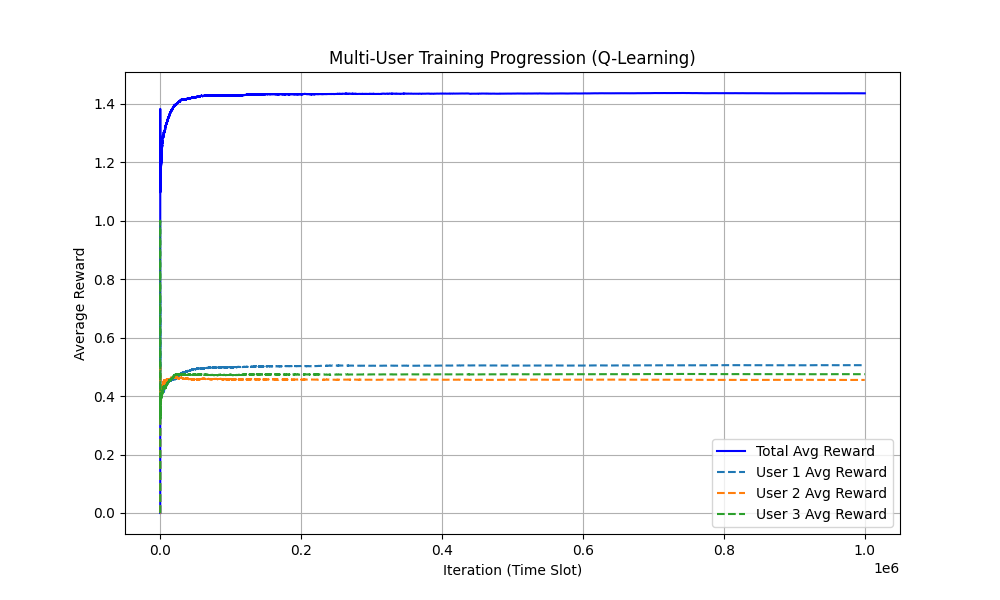 Multi-User Training Progression (Q-Learning)
Average Reward
1.4
1.2
1.0
0.8
0.6
0.4
0.2
0.0
Total Avg Reward
User 1 Avg Reward
User 2 Avg Reward
User 3 Avg Reward
0.0 0.2 0.4 0.6 0.8 1.0
1e6
Iteration (Time Slot)